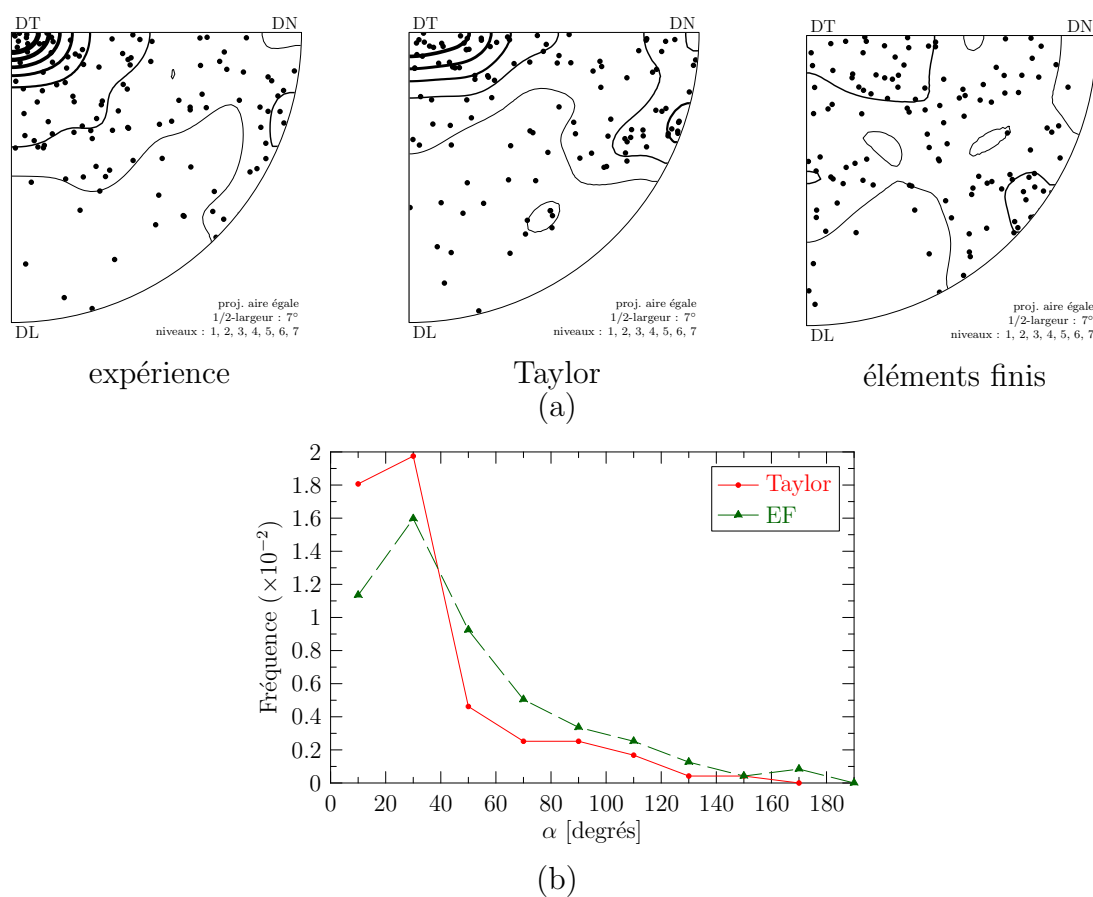 DT DN
DL
proj. aire égale
1/2-largeur : 7°
niveaux : 1, 2, 3, 4, 5, 6, 7
expérience
DT DN
DL
proj. aire égale
1/2-largeur : 7°
niveaux : 1, 2, 3, 4, 5, 6, 7
Taylor
DT DN
DL
proj. aire égale
1/2-largeur : 7°
niveaux : 1, 2, 3, 4, 5, 6, 7
éléments finis
(a)
Fréquence (×10⁻²)
2
1.8
1.6
1.4
1.2
1
0.8
0.6
0.4
0.2
0
Taylor
EF
0 20 40 60 80 100 120 140 160 180
α [degrés]
(b)